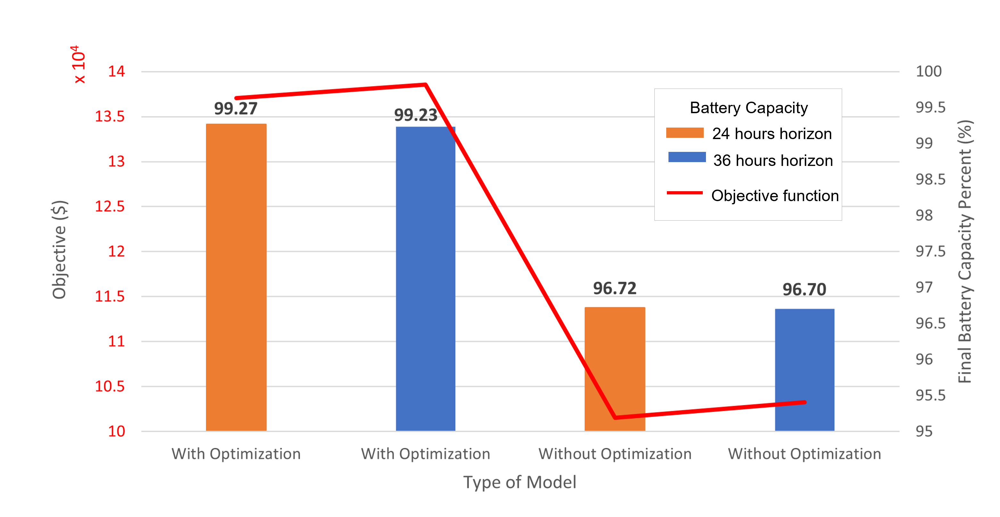 x 10⁴
14
13.5
13
12.5
12
11.5
11
10.5
10
Objective ($)
99.27
99.23
96.72
96.70
Battery Capacity
24 hours horizon
36 hours horizon
Objective function
100
99.5
99
98.5
98
97.5
97
96.5
96
95.5
95
Final Battery Capacity Percent (%)
With Optimization
With Optimization
Without Optimization
Without Optimization
Type of Model